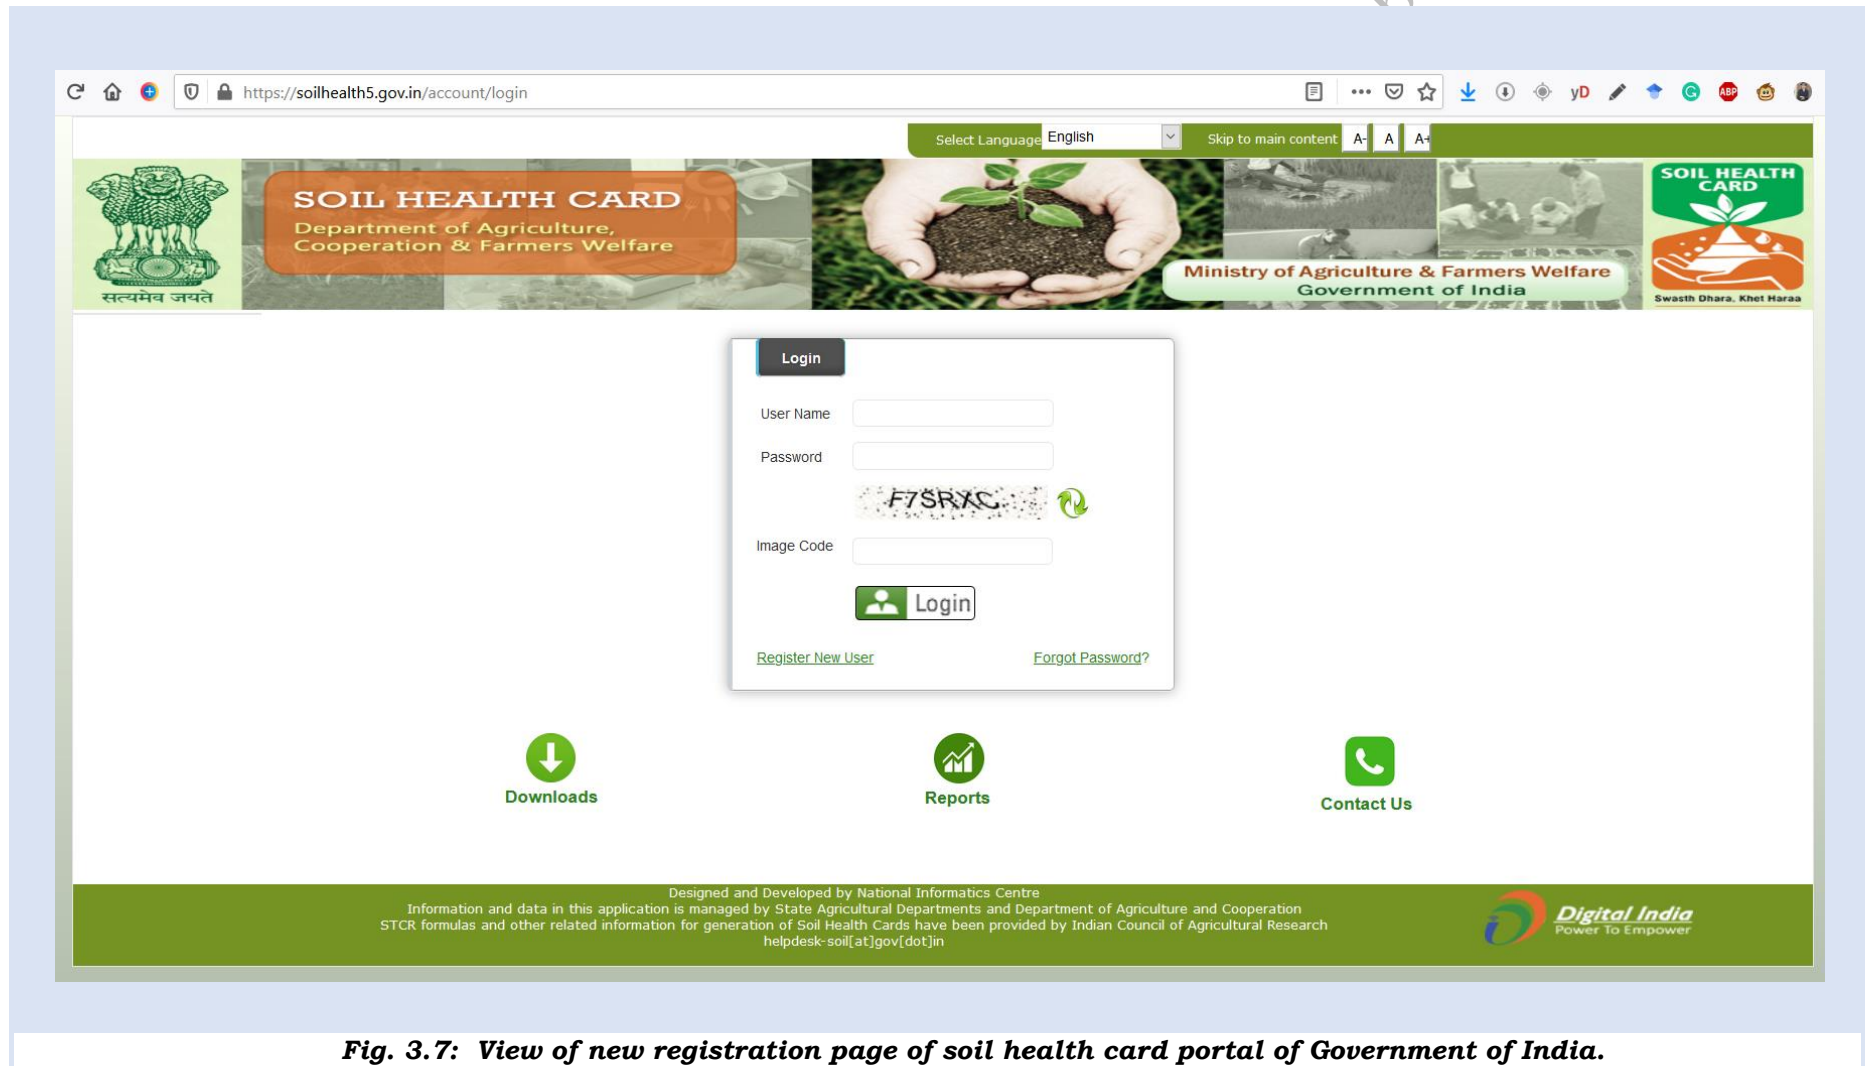 https://soilhealth5.gov.in/account/login
yD
ABP
Select Language English
Skip to main content A- A A+
SOIL HEALTH CARD
Department of Agriculture,
Cooperation & Farmers Welfare
सत्यमेव जयते
Ministry of Agriculture & Farmers Welfare
Government of India
SOIL HEALTH
CARD
Swasth Dhara, Khet Haraa
Login
User Name
Password
F7SRXC
Image Code
Login
Register New User
Forgot Password?
Downloads
Reports
Contact Us
Designed and Developed by National Informatics Centre
Information and data in this application is managed by State Agricultural Departments and Department of Agriculture and Cooperation
STCR formulas and other related information for generation of Soil Health Cards have been provided by Indian Council of Agricultural Research
helpdesk-soil[at]gov[dot]in
Digital India
Power To Empower
Fig. 3.7: View of new registration page of soil health card portal of Government of India.